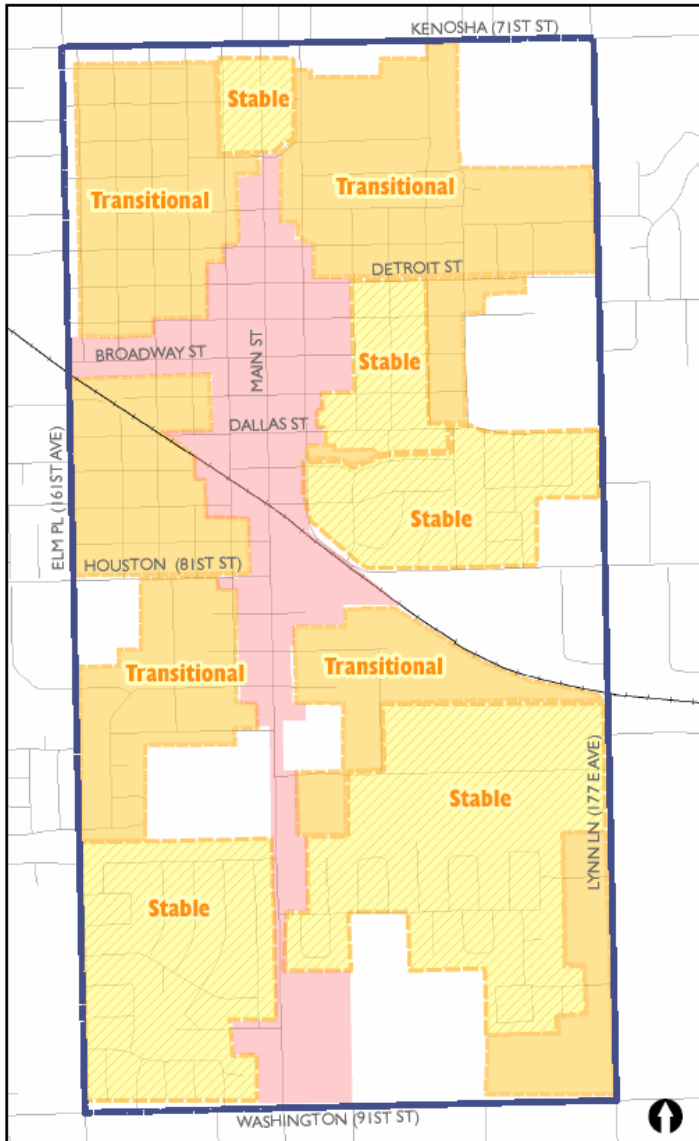 KENOSHA (71ST ST)
Stable
Transitional
Transitional
DETROIT ST
BROADWAY ST
MAIN ST
Stable
DALLAS ST
ELM PL (161ST AVE)
Stable
HOUSTON (81ST ST)
Transitional
Transitional
Stable
LYNN LN (177 E AVE)
Stable
WASHINGTON (91ST ST)